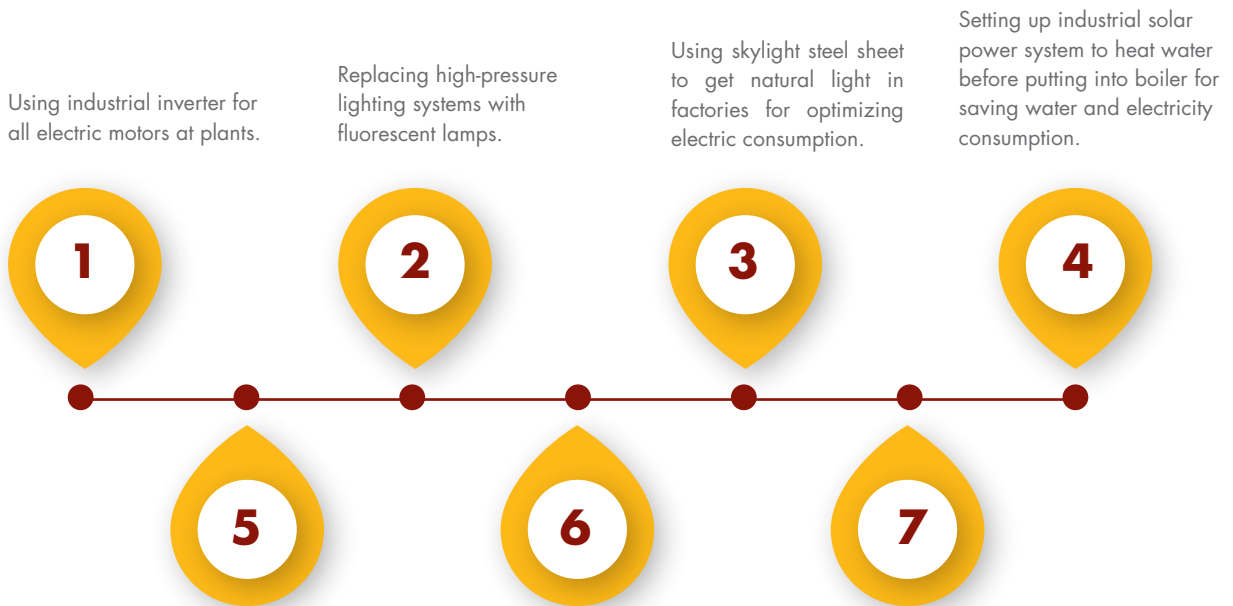 Using industrial inverter for
all electric motors at plants.
Replacing high-pressure
lighting systems with
fluorescent lamps.
Using skylight steel sheet
to get natural light in
factories for optimizing
electric consumption.
Setting up industrial solar
power system to heat water
before putting into boiler for
saving water and electricity
consumption.
1
2
3
4
5
6
7